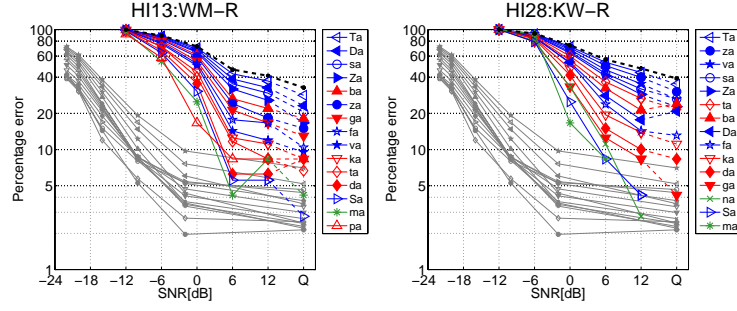 HI13:WM−R
100
80
60
40
20
10
5
1
Percentage error
−24 −18 −12 −6 0 6 12 Q
SNR[dB]
Ta
Da
va
sa
Za
ba
za
ga
fa
va
ka
ta
da
Sa
ma
pa
HI28:KW−R
100
80
60
40
20
10
5
1
Percentage error
−24 −18 −12 −6 0 6 12 Q
SNR[dB]
Ta
za
va
sa
Za
ta
ba
Da
fa
ka
da
ga
na
Sa
ma